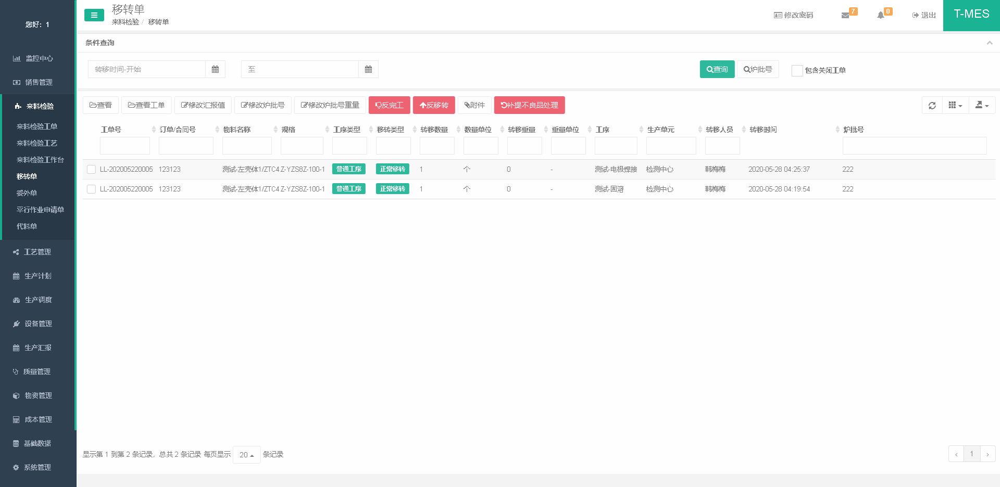 您好：1
监控中心
销售管理
来料检验
来料检验工单
来料检验工艺
来料检验工作台
移转单
委外单
平行作业申请单
代料单
工艺管理
生产计划
生产调度
设备管理
生产汇报
质量管理
物资管理
成本管理
基础数据
系统管理
移转单
来料检验 / 移转单
修改密码 7 0 退出 T-MES
条件查询
转移时间-开始 至 查询 炉批号 包含关闭工单
查看 查看工单 修改汇报值 修改炉批号 修改炉批号重量 反完工 反移转 附件 补提不良品处理
工单号 订单/合同号 物料名称 规格 工序类型 移转类型 转移数量 数量单位 转移重量 重量单位 工序 生产单元 转移人员 转移时间 炉批号
LL-202005220005 123123 测试-左壳体1/ZTC4 Z-YZS8Z-100-1 普通工序 正常移转 1 个 0 - 测试-电极焊接 检测中心 韩梅梅 2020-05-28 04:25:37 222
LL-202005220005 123123 测试-左壳体1/ZTC4 Z-YZS8Z-100-1 普通工序 正常移转 1 个 0 - 测试-固溶 检测中心 韩梅梅 2020-05-28 04:19:54 222
显示第 1 到第 2 条记录，总共 2 条记录 每页显示 20 条记录
‹ 1 ›